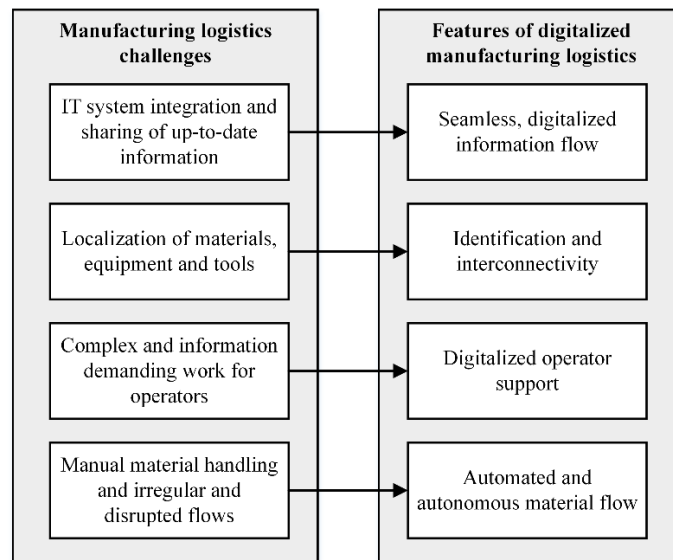 Manufacturing logistics
challenges
IT system integration and
sharing of up-to-date
information
Localization of materials,
equipment and tools
Complex and information
demanding work for
operators
Manual material handling
and irregular and
disrupted flows
Features of digitalized
manufacturing logistics
Seamless, digitalized
information flow
Identification and
interconnectivity
Digitalized operator
support
Automated and
autonomous material flow